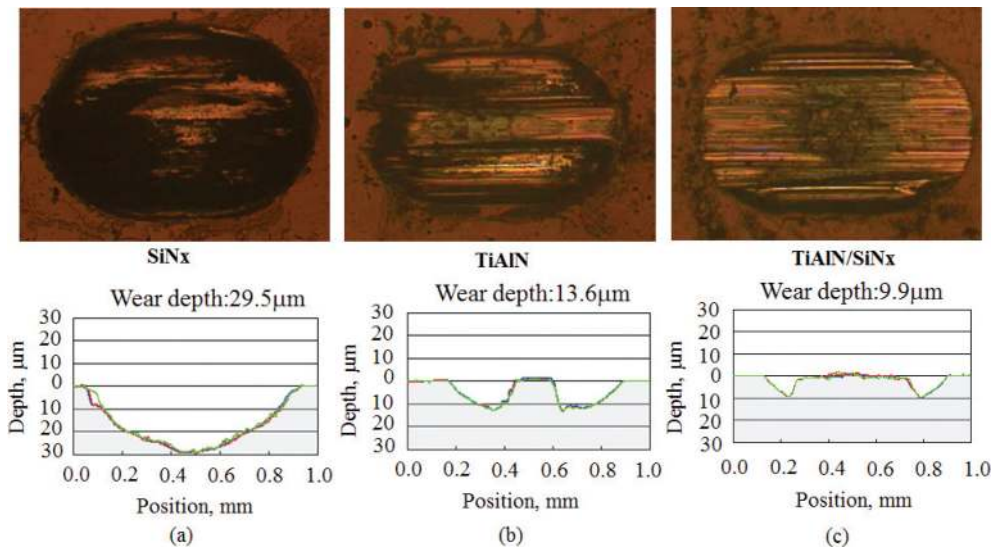 SiNx
TiAlN
TiAlN/SiNx
Wear depth:29.5μm
Wear depth:13.6μm
Wear depth:9.9μm
Depth, μm
30
20
10
0
10
20
30
0.0 0.2 0.4 0.6 0.8 1.0
Position, mm
(a)
Depth, μm
30
20
10
0
10
20
30
0.0 0.2 0.4 0.6 0.8 1.0
Position, mm
(b)
Depth, μm
30
20
10
0
10
20
30
0.0 0.2 0.4 0.6 0.8 1.0
Position, mm
(c)